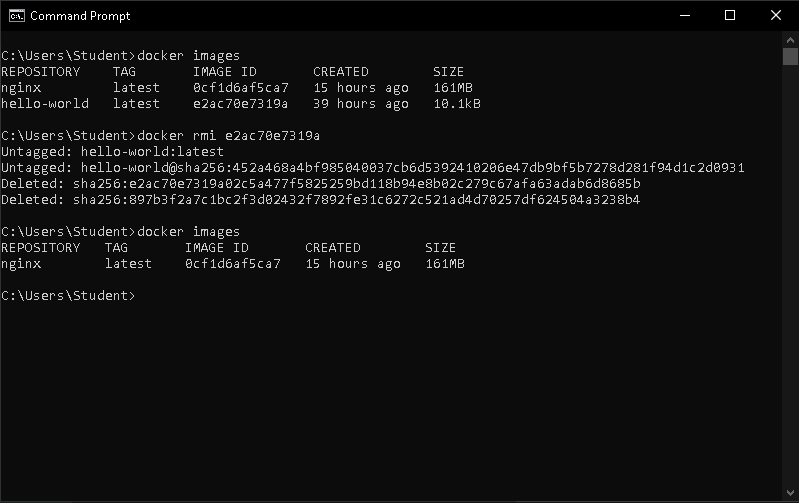 Command Prompt
C:\Users\Student>docker images
REPOSITORY   TAG       IMAGE ID       CREATED        SIZE
nginx        latest    0cf1d6af5ca7   15 hours ago   161MB
hello-world  latest    e2ac70e7319a   39 hours ago   10.1kB
C:\Users\Student>docker rmi e2ac70e7319a
Untagged: hello-world:latest
Untagged: hello-world@sha256:452a468a4bf985040037cb6d5392410206e47db9bf5b7278d281f94d1c2d0931
Deleted: sha256:e2ac70e7319a02c5a477f5825259bd118b94e8b02c279c67afa63adab6d8685b
Deleted: sha256:897b3f2a7c1bc2f3d02432f7892fe31c6272c521ad4d70257df624504a3238b4
C:\Users\Student>docker images
REPOSITORY   TAG       IMAGE ID       CREATED        SIZE
nginx        latest    0cf1d6af5ca7   15 hours ago   161MB
C:\Users\Student>